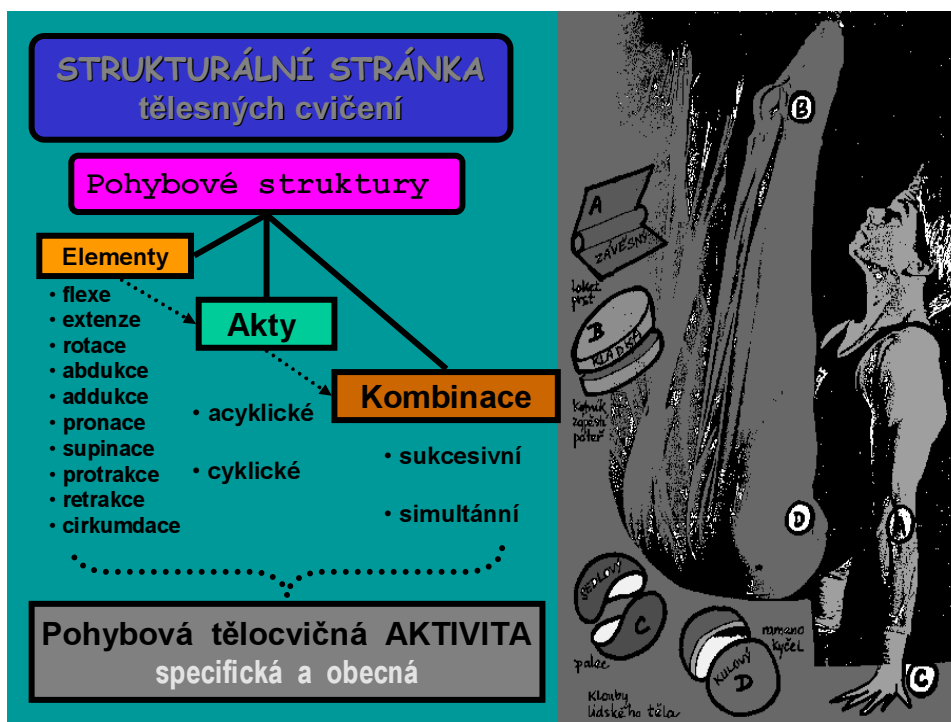 STRUKTURÁLNÍ STRÁNKA
tělesných cvičení
Pohybové struktury
Elementy
• flexe
• extenze
• rotace
• abdukce
• addukce
• pronace
• supinace
• protrakce
• retrakce
• cirkumdace
Akty
• acyklické
• cyklické
Kombinace
• sukcesivní
• simultánní
Pohybová tělocvičná AKTIVITA
specifická a obecná
B
A
ZÁVĚSNÝ
loket
prst
B
KLADKA
kotník
zápěstí
páteř
D
A
SEDLOVÝ
C
palec
KULOVÝ
D
rameno
kyčel
C
Klouby
lidského těla